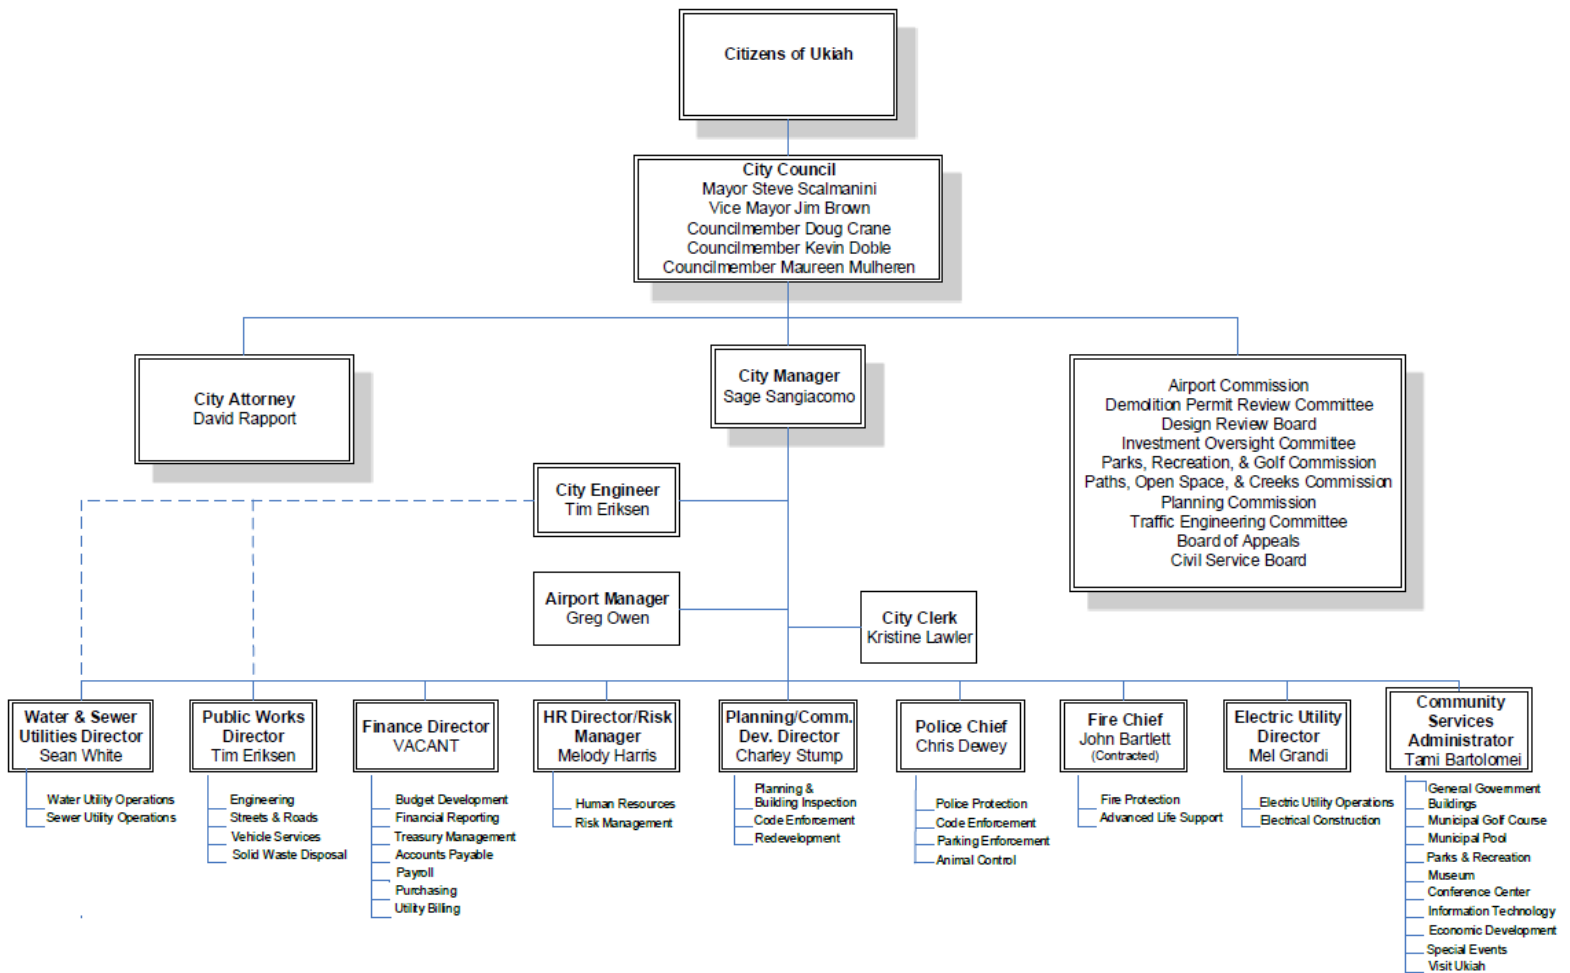 Citizens of Ukiah
City Council
Mayor Steve Scalmanini
Vice Mayor Jim Brown
Councilmember Doug Crane
Councilmember Kevin Doble
Councilmember Maureen Mulheren
City Attorney
David Rapport
City Manager
Sage Sangiacomo
Airport Commission
Demolition Permit Review Committee
Design Review Board
Investment Oversight Committee
Parks, Recreation, & Golf Commission
Paths, Open Space, & Creeks Commission
Planning Commission
Traffic Engineering Committee
Board of Appeals
Civil Service Board
City Engineer
Tim Eriksen
Airport Manager
Greg Owen
City Clerk
Kristine Lawler
Water & Sewer
Utilities Director
Sean White
Water Utility Operations
Sewer Utility Operations
Public Works
Director
Tim Eriksen
Engineering
Streets & Roads
Vehicle Services
Solid Waste Disposal
Finance Director
VACANT
Budget Development
Financial Reporting
Treasury Management
Accounts Payable
Payroll
Purchasing
Utility Billing
HR Director/Risk
Manager
Melody Harris
Human Resources
Risk Management
Planning/Comm.
Dev. Director
Charley Stump
Planning &
Building Inspection
Code Enforcement
Redevelopment
Police Chief
Chris Dewey
Police Protection
Code Enforcement
Parking Enforcement
Animal Control
Fire Chief
John Bartlett
(Contracted)
Fire Protection
Advanced Life Support
Electric Utility
Director
Mel Grandi
Electric Utility Operations
Electrical Construction
Community
Services
Administrator
Tami Bartolomei
General Government
Buildings
Municipal Golf Course
Municipal Pool
Parks & Recreation
Museum
Conference Center
Information Technology
Economic Development
Special Events
Visit Ukiah